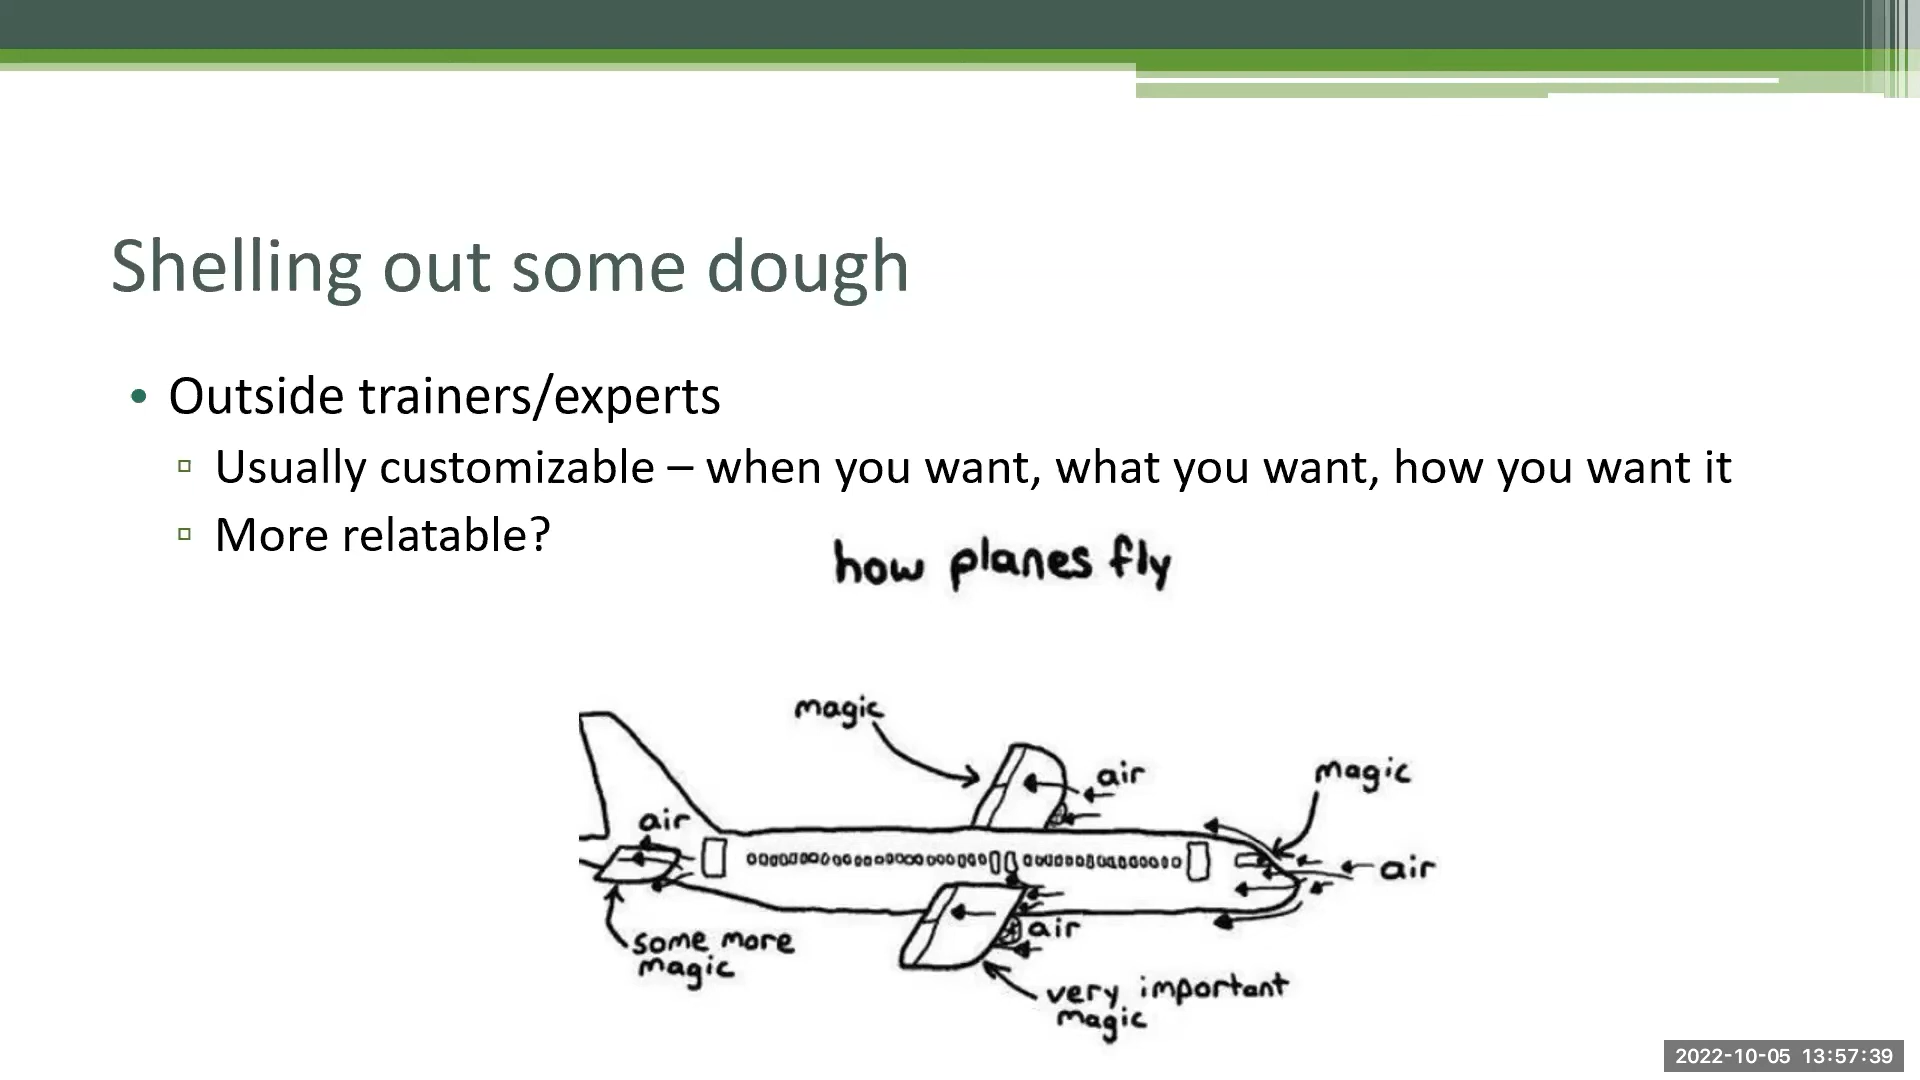 Shelling out some dough
• Outside trainers/experts
▫ Usually customizable – when you want, what you want, how you want it
▫ More relatable?
how planes fly
magic
air
magic
air
air
air
some more
magic
very important
magic
2022-10-05 13:57:39